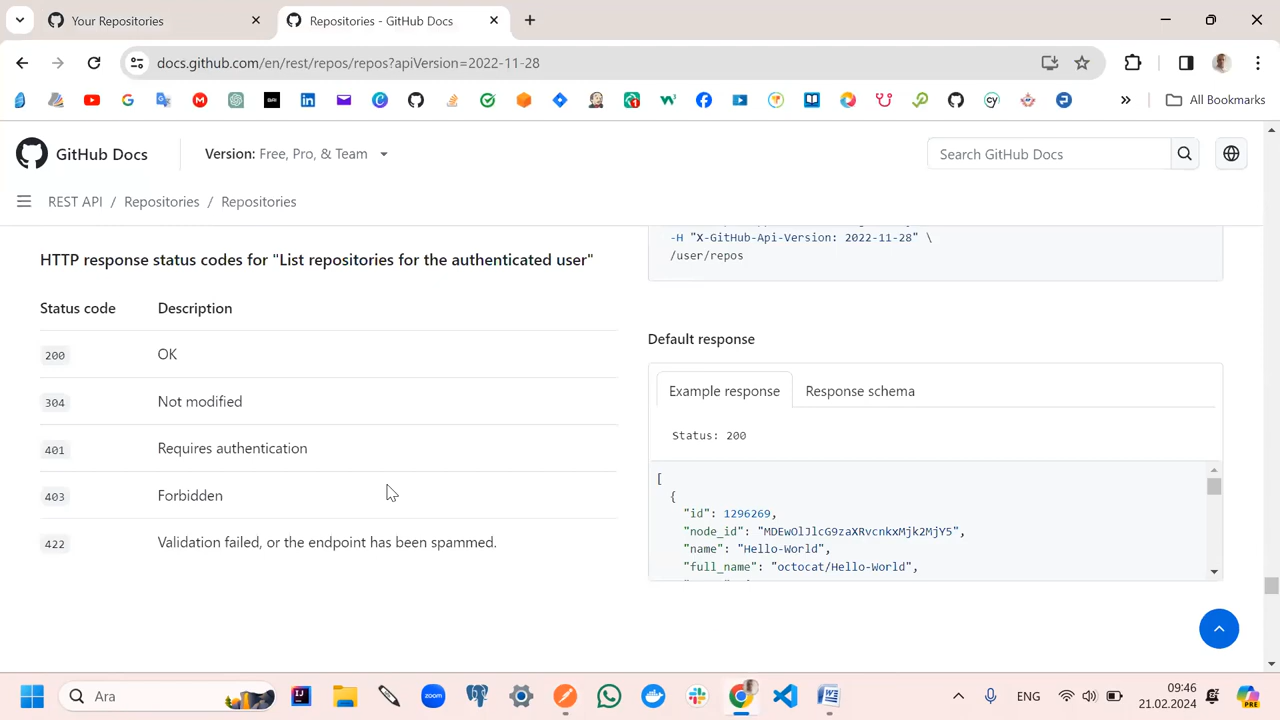 Your Repositories
Repositories - GitHub Docs
docs.github.com/en/rest/repos/repos?apiVersion=2022-11-28
All Bookmarks
GitHub Docs
Version: Free, Pro, & Team
Search GitHub Docs
REST API / Repositories / Repositories
HTTP response status codes for "List repositories for the authenticated user"
Status code Description
200 OK
304 Not modified
401 Requires authentication
403 Forbidden
422 Validation failed, or the endpoint has been spammed.
-H "X-GitHub-Api-Version: 2022-11-28" \
/user/repos
Default response
Example response Response schema
Status: 200
[
{
"id": 1296269,
"node_id": "MDEwOlJlcG9zaXRvcnkxMjk2MjY5",
"name": "Hello-World",
"full_name": "octocat/Hello-World",
Ara
zoom
ENG
09:46
21.02.2024
PRE